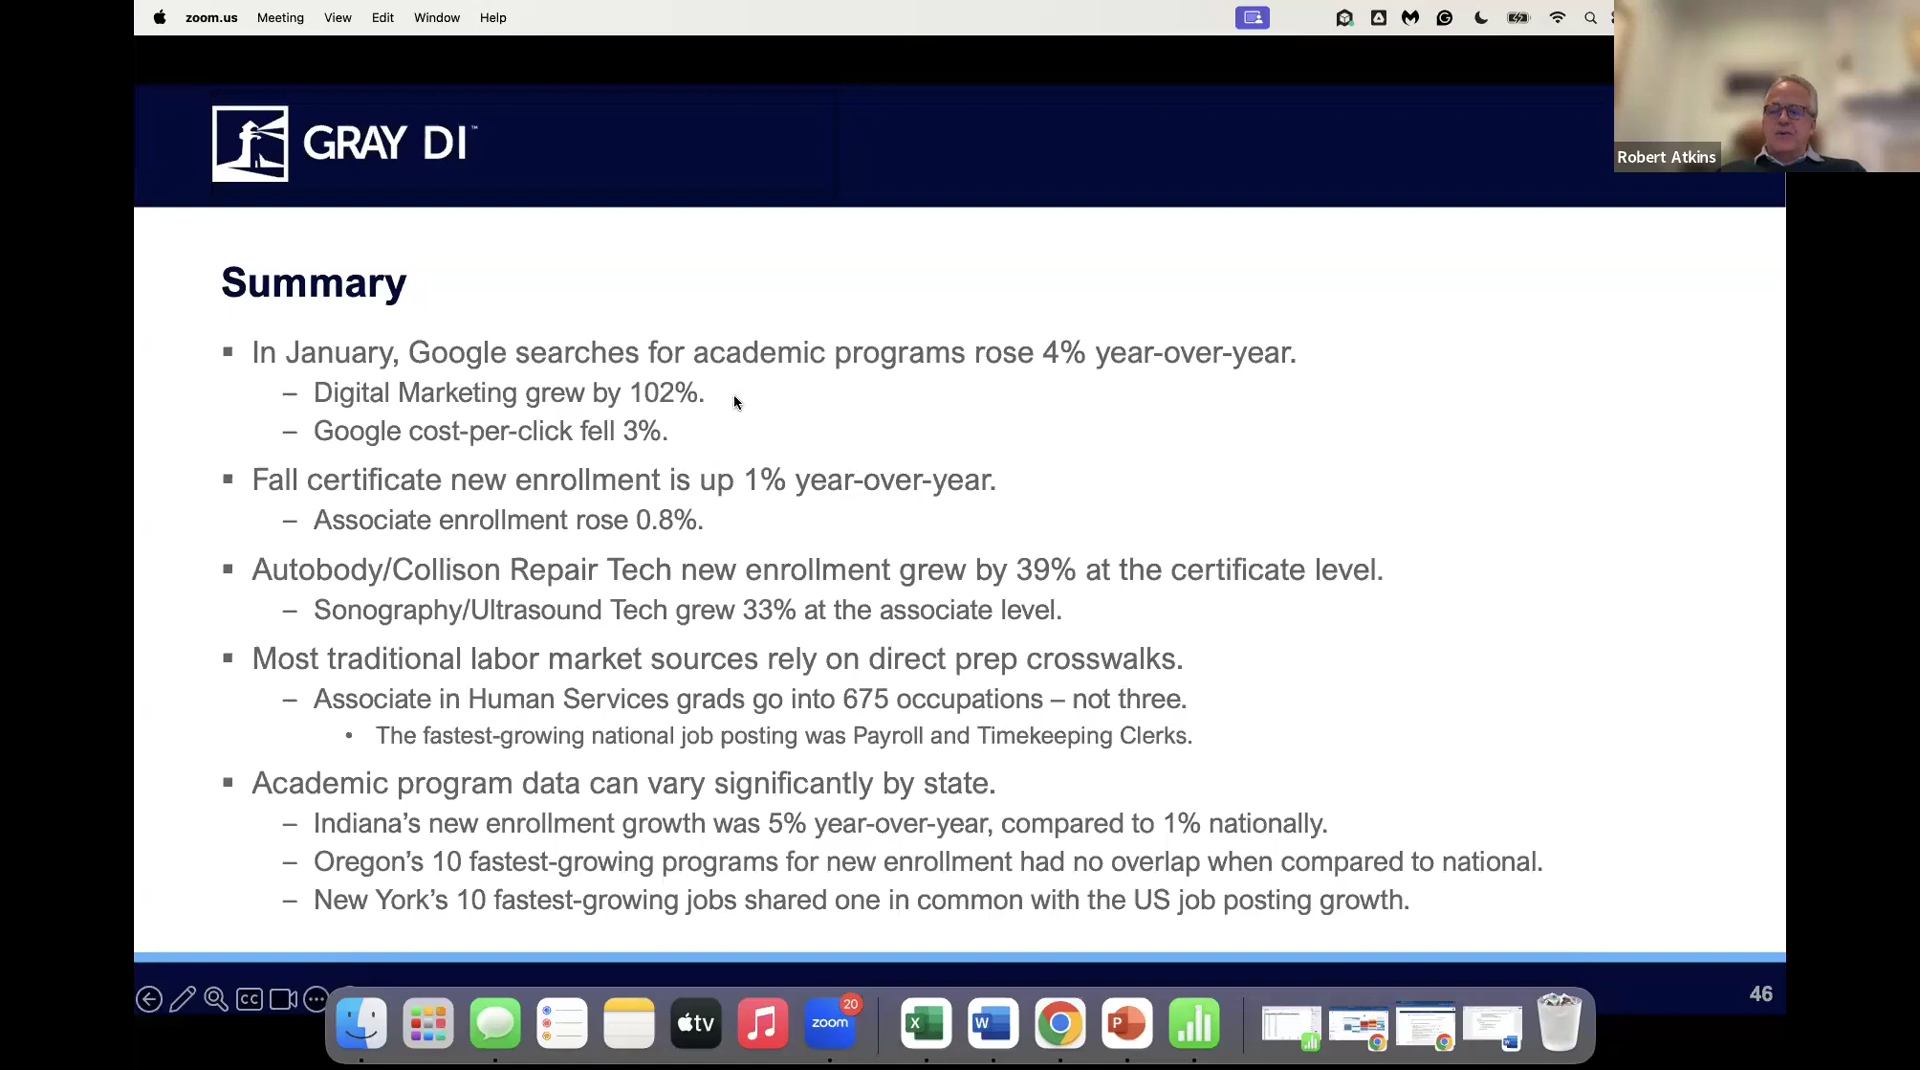 zoom.us Meeting View Edit Window Help
GRAY DI™
Robert Atkins
Summary
▪ In January, Google searches for academic programs rose 4% year-over-year.
– Digital Marketing grew by 102%.
– Google cost-per-click fell 3%.
▪ Fall certificate new enrollment is up 1% year-over-year.
– Associate enrollment rose 0.8%.
▪ Autobody/Collison Repair Tech new enrollment grew by 39% at the certificate level.
– Sonography/Ultrasound Tech grew 33% at the associate level.
▪ Most traditional labor market sources rely on direct prep crosswalks.
– Associate in Human Services grads go into 675 occupations – not three.
• The fastest-growing national job posting was Payroll and Timekeeping Clerks.
▪ Academic program data can vary significantly by state.
– Indiana’s new enrollment growth was 5% year-over-year, compared to 1% nationally.
– Oregon’s 10 fastest-growing programs for new enrollment had no overlap when compared to national.
– New York’s 10 fastest-growing jobs shared one in common with the US job posting growth.
CC
46
tv
zoom
20
X
W
P